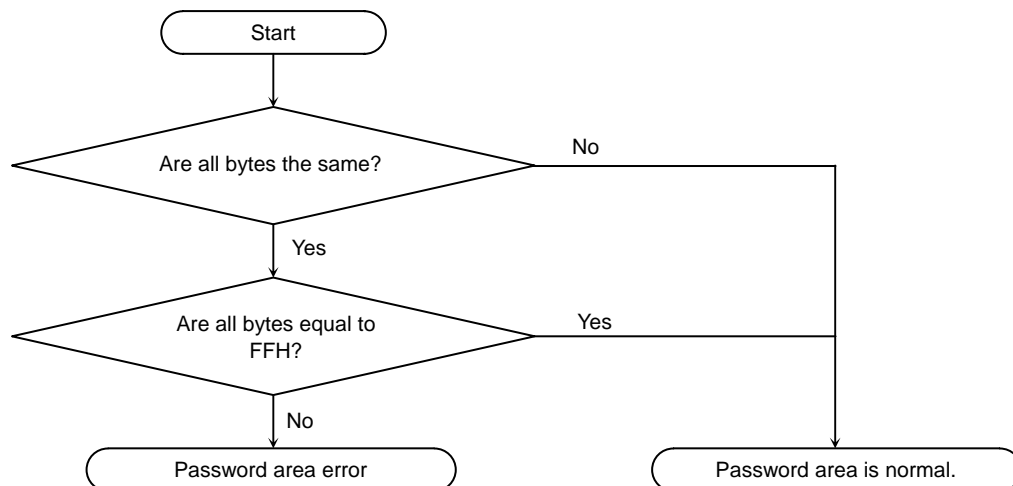 Start
Are all bytes the same?
No
Yes
Are all bytes equal to
FFH?
Yes
No
Password area error
Password area is normal.